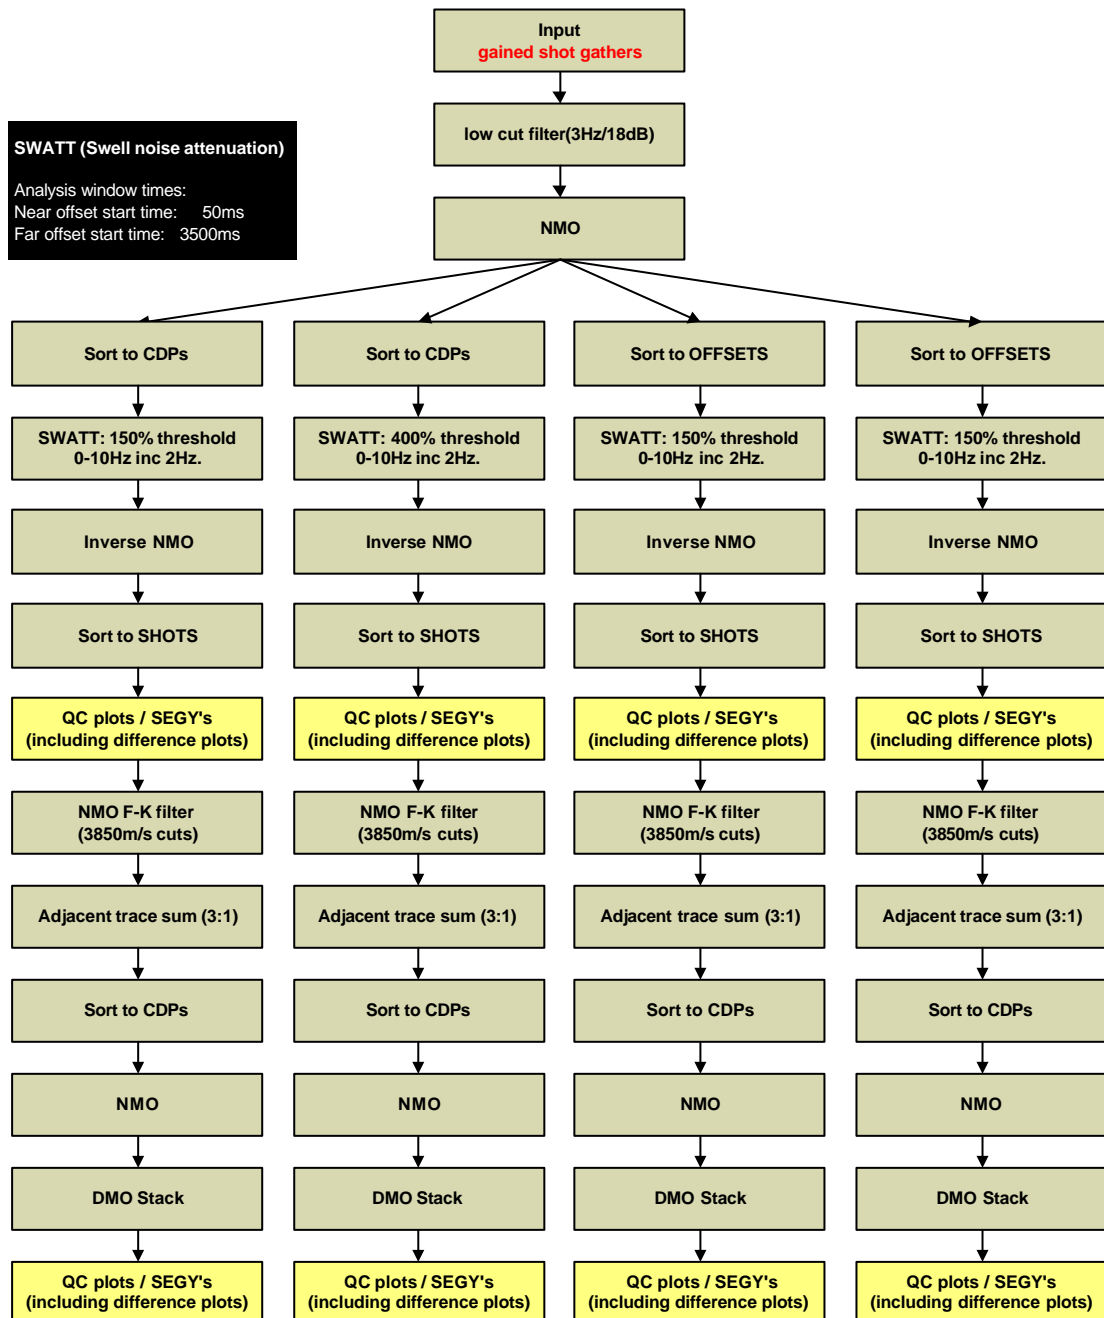 Input
gained shot gathers
low cut filter(3Hz/18dB)
SWATT (Swell noise attenuation)
Analysis window times:
Near offset start time: 50ms
Far offset start time: 3500ms
NMO
Sort to CDPs
Sort to CDPs
Sort to OFFSETS
Sort to OFFSETS
SWATT: 150% threshold
0-10Hz inc 2Hz.
SWATT: 400% threshold
0-10Hz inc 2Hz.
SWATT: 150% threshold
0-10Hz inc 2Hz.
SWATT: 150% threshold
0-10Hz inc 2Hz.
Inverse NMO
Inverse NMO
Inverse NMO
Inverse NMO
Sort to SHOTS
Sort to SHOTS
Sort to SHOTS
Sort to SHOTS
QC plots / SEGY's
(including difference plots)
QC plots / SEGY's
(including difference plots)
QC plots / SEGY's
(including difference plots)
QC plots / SEGY's
(including difference plots)
NMO F-K filter
(3850m/s cuts)
NMO F-K filter
(3850m/s cuts)
NMO F-K filter
(3850m/s cuts)
NMO F-K filter
(3850m/s cuts)
Adjacent trace sum (3:1)
Adjacent trace sum (3:1)
Adjacent trace sum (3:1)
Adjacent trace sum (3:1)
Sort to CDPs
Sort to CDPs
Sort to CDPs
Sort to CDPs
NMO
NMO
NMO
NMO
DMO Stack
DMO Stack
DMO Stack
DMO Stack
QC plots / SEGY's
(including difference plots)
QC plots / SEGY's
(including difference plots)
QC plots / SEGY's
(including difference plots)
QC plots / SEGY's
(including difference plots)